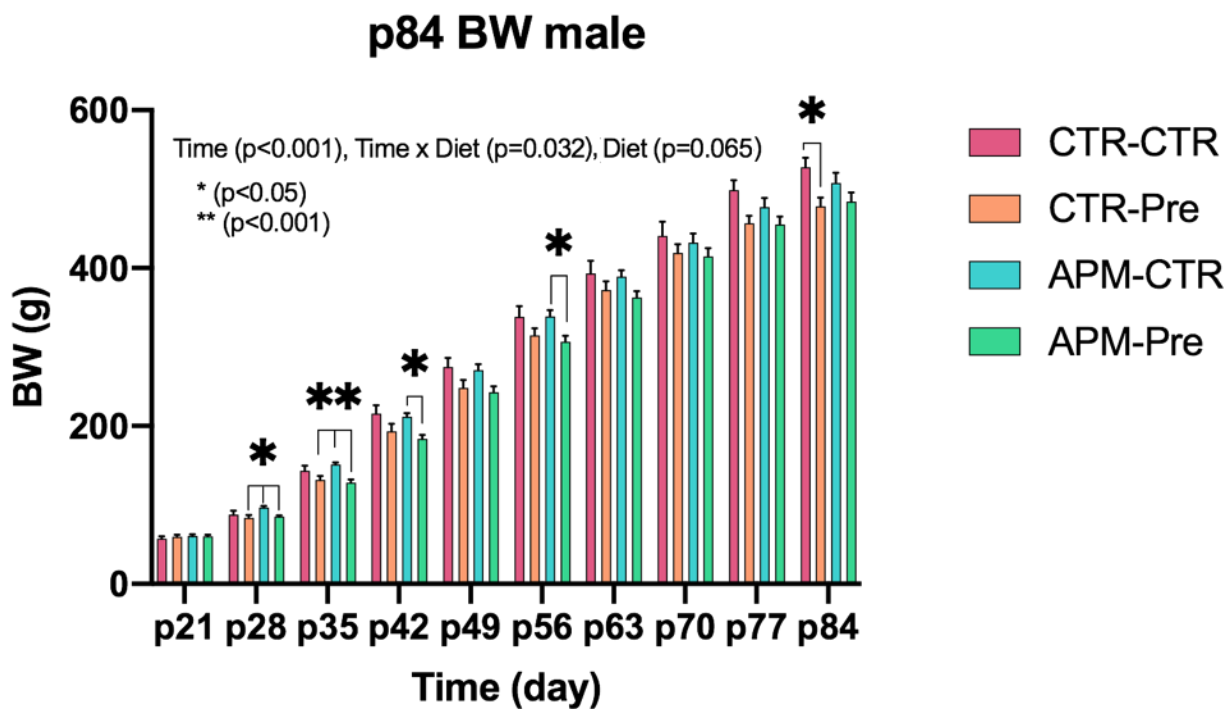 p84 BW male
600
400
200
0
BW (g)
Time (p<0.001), Time x Diet (p=0.032), Diet (p=0.065)
* (p<0.05)
** (p<0.001)
*
**
*
*
*
p21 p28 p35 p42 p49 p56 p63 p70 p77 p84
Time (day)
CTR-CTR
CTR-Pre
APM-CTR
APM-Pre